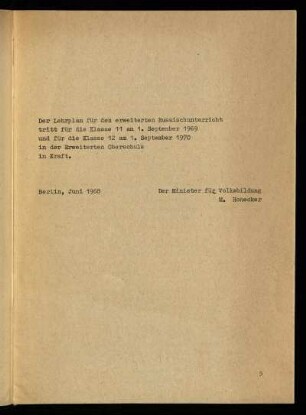 Der Lehrplan für den erweiterten Russischunterricht
tritt für die Klasse 11 am 1. September 1969
und für die Klasse 12 am 1. September 1970
in der Erweiterten Oberschule
in Kraft.
Berlin, Juni 1968 Der Minister für Volksbildung
M. Honecker
3